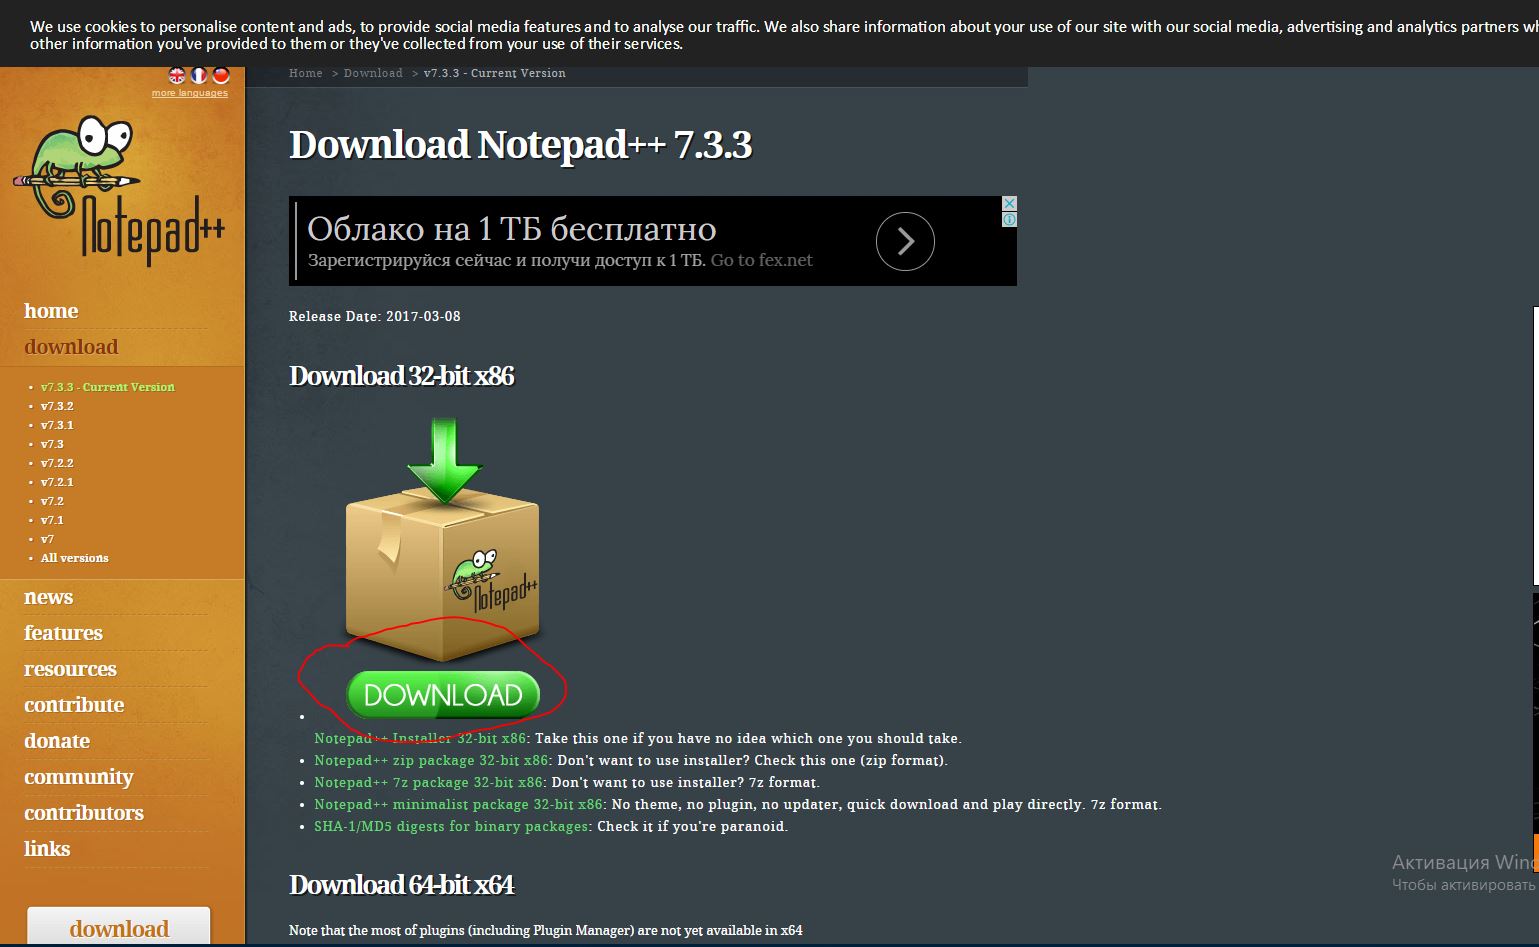 We use cookies to personalise content and ads, to provide social media features and to analyse our traffic. We also share information about your use of our site with our social media, advertising and analytics partners
other information you've provided to them or they've collected from your use of their services.
more languages
Home > Download > v7.3.3 - Current Version
Notepad++
Download Notepad++ 7.3.3
Облако на 1 ТБ бесплатно
Зарегистрируйся сейчас и получи доступ к 1 ТБ. Go to fex.net
Release Date: 2017-03-08
home
download
• v7.3.3 - Current Version
• v7.3.2
• v7.3.1
• v7.3
• v7.2.2
• v7.2.1
• v7.2
• v7.1
• v7
• All versions
news
features
resources
contribute
donate
community
contributors
links
download
Download 32-bit x86
Notepad++
DOWNLOAD
Notepad++ Installer 32-bit x86: Take this one if you have no idea which one you should take.
• Notepad++ zip package 32-bit x86: Don't want to use installer? Check this one (zip format).
• Notepad++ 7z package 32-bit x86: Don't want to use installer? 7z format.
• Notepad++ minimalist package 32-bit x86: No theme, no plugin, no updater, quick download and play directly. 7z format.
• SHA-1/MD5 digests for binary packages: Check it if you're paranoid.
Download 64-bit x64
Note that the most of plugins (including Plugin Manager) are not yet available in x64
Активация Wind
Чтобы активировать